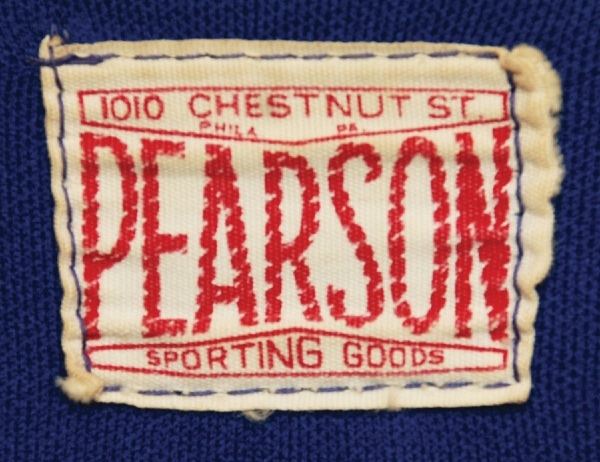 1010 CHESTNUT ST.
PHILA PA.
PEARSON
SPORTING GOODS